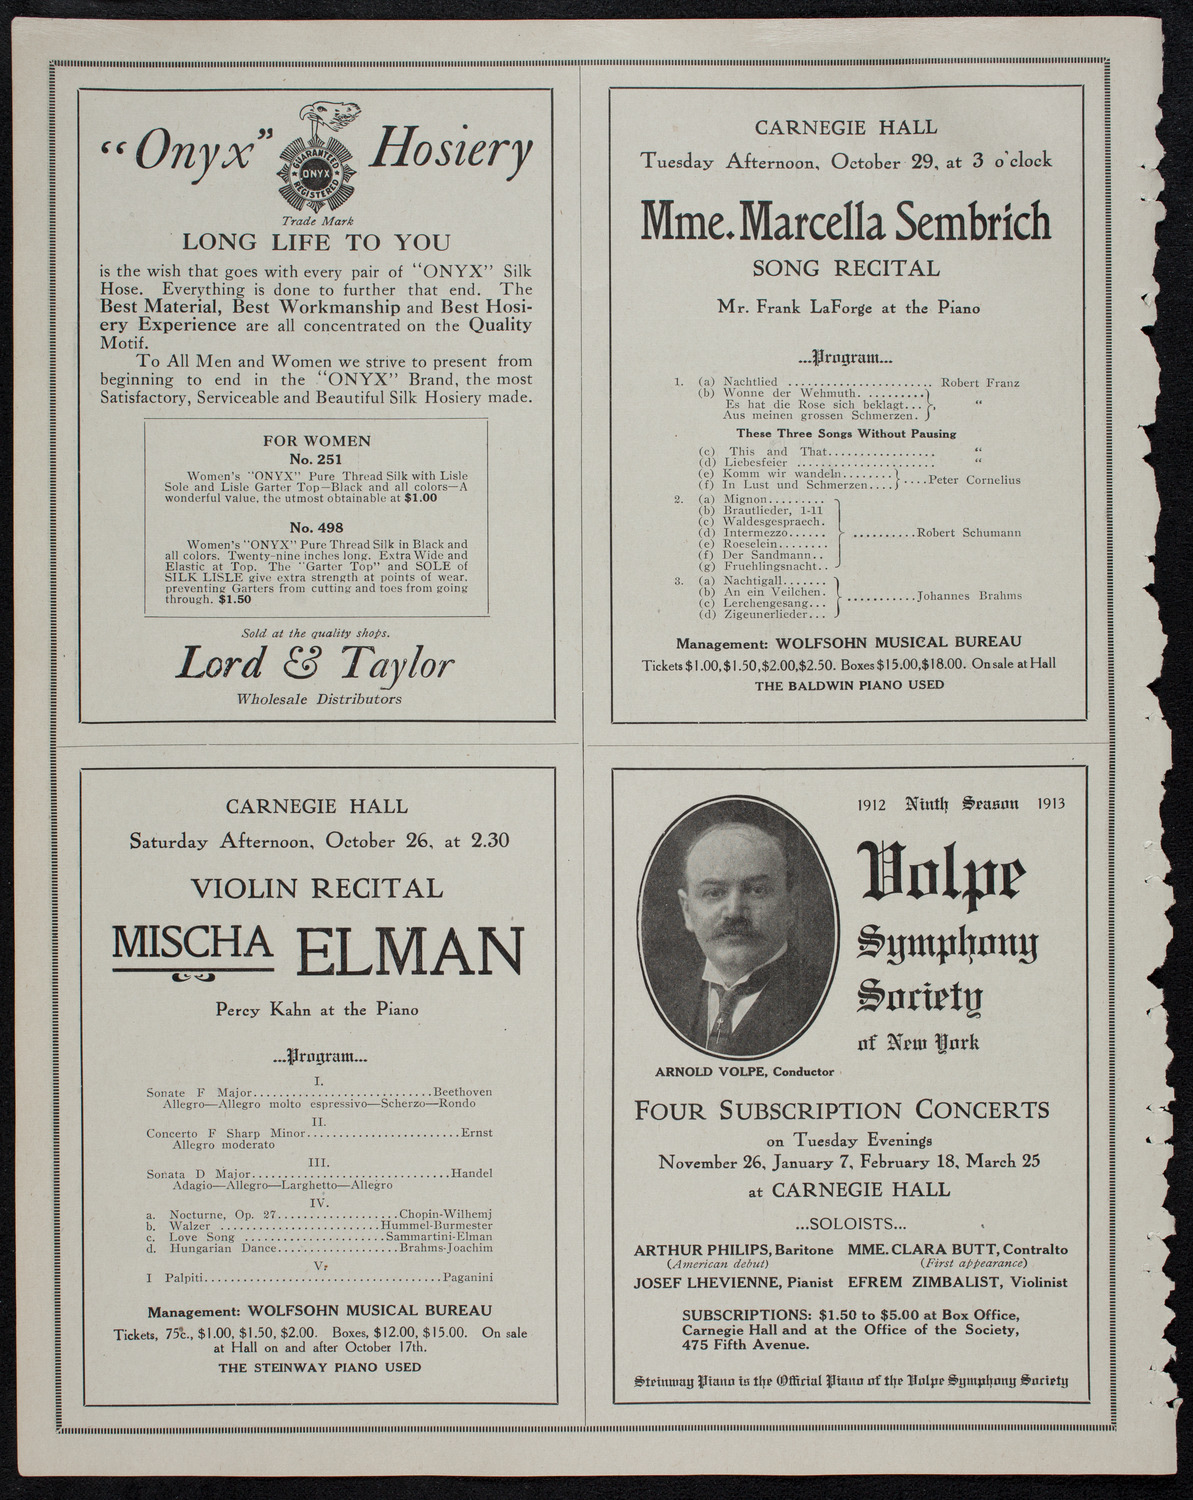 "Onyx" Hosiery
GUARANTEED
ONYX
REGISTERED
Trade Mark
LONG LIFE TO YOU
is the wish that goes with every pair of "ONYX" Silk
Hose. Everything is done to further that end. The
Best Material, Best Workmanship and Best Hosi-
ery Experience are all concentrated on the Quality
Motif.
To All Men and Women we strive to present from
beginning to end in the "ONYX" Brand, the most
Satisfactory, Serviceable and Beautiful Silk Hosiery made.
FOR WOMEN
No. 251
Women's "ONYX" Pure Thread Silk with Lisle
Sole and Lisle Garter Top—Black and all colors—A
wonderful value, the utmost obtainable at $1.00
No. 498
Women's "ONYX" Pure Thread Silk in Black and
all colors. Twenty-nine inches long. Extra Wide and
Elastic at Top. The "Garter Top" and SOLE of
SILK LISLE give extra strength at points of wear,
preventing Garters from cutting and toes from going
through. $1.50
Sold at the quality shops.
Lord & Taylor
Wholesale Distributors
CARNEGIE HALL
Tuesday Afternoon, October 29, at 3 o'clock
Mme. Marcella Sembrich
SONG RECITAL
Mr. Frank LaForge at the Piano
...Program...
1. (a) Nachtlied ...................... Robert Franz
(b) Wonne der Wehmuth. .........
Es hat die Rose sich beklagt... "
Aus meinen grossen Schmerzen.
These Three Songs Without Pausing
(c) This and That................. "
(d) Liebesfeier ...................... "
(e) Komm wir wandeln.........
(f) In Lust und Schmerzen.... ....Peter Cornelius
2. (a) Mignon.........
(b) Brautlieder, 1-11
(c) Waldesgespraech.
(d) Intermezzo...... ..........Robert Schumann
(e) Roeselein........
(f) Der Sandmann..
(g) Fruehlingsnacht..
3. (a) Nachtigall.......
(b) An ein Veilchen. ...........Johannes Brahms
(c) Lerchengesang...
(d) Zigeunerlieder...
Management: WOLFSOHN MUSICAL BUREAU
Tickets $1.00, $1.50, $2.00, $2.50. Boxes $15.00, $18.00. On sale at Hall
THE BALDWIN PIANO USED
CARNEGIE HALL
Saturday Afternoon, October 26, at 2.30
VIOLIN RECITAL
MISCHA ELMAN
Percy Kahn at the Piano
...Program...
I.
Sonate F Major............................Beethoven
Allegro—Allegro molto espressivo—Scherzo—Rondo
II.
Concerto F Sharp Minor........................Ernst
Allegro moderato
III.
Sonata D Major...............................Handel
Adagio—Allegro—Larghetto—Allegro
IV.
a. Nocturne, Op. 27...................Chopin-Wilhemj
b. Walzer .........................Hummel-Burmester
c. Love Song ......................Sammartini-Elman
d. Hungarian Dance...................Brahms-Joachim
V.
I Palpiti.....................................Paganini
Management: WOLFSOHN MUSICAL BUREAU
Tickets, 75c., $1.00, $1.50, $2.00. Boxes, $12.00, $15.00. On sale
at Hall on and after October 17th.
THE STEINWAY PIANO USED
1912 Ninth Season 1913
Volpe
Symphony
Society
of New York
ARNOLD VOLPE, Conductor
FOUR SUBSCRIPTION CONCERTS
on Tuesday Evenings
November 26, January 7, February 18, March 25
at CARNEGIE HALL
...SOLOISTS...
ARTHUR PHILIPS, Baritone MME. CLARA BUTT, Contralto
(American debut) (First appearance)
JOSEF LHEVIENNE, Pianist EFREM ZIMBALIST, Violinist
SUBSCRIPTIONS: $1.50 to $5.00 at Box Office,
Carnegie Hall and at the Office of the Society,
475 Fifth Avenue.
Steinway Piano is the Official Piano of the Volpe Symphony Society